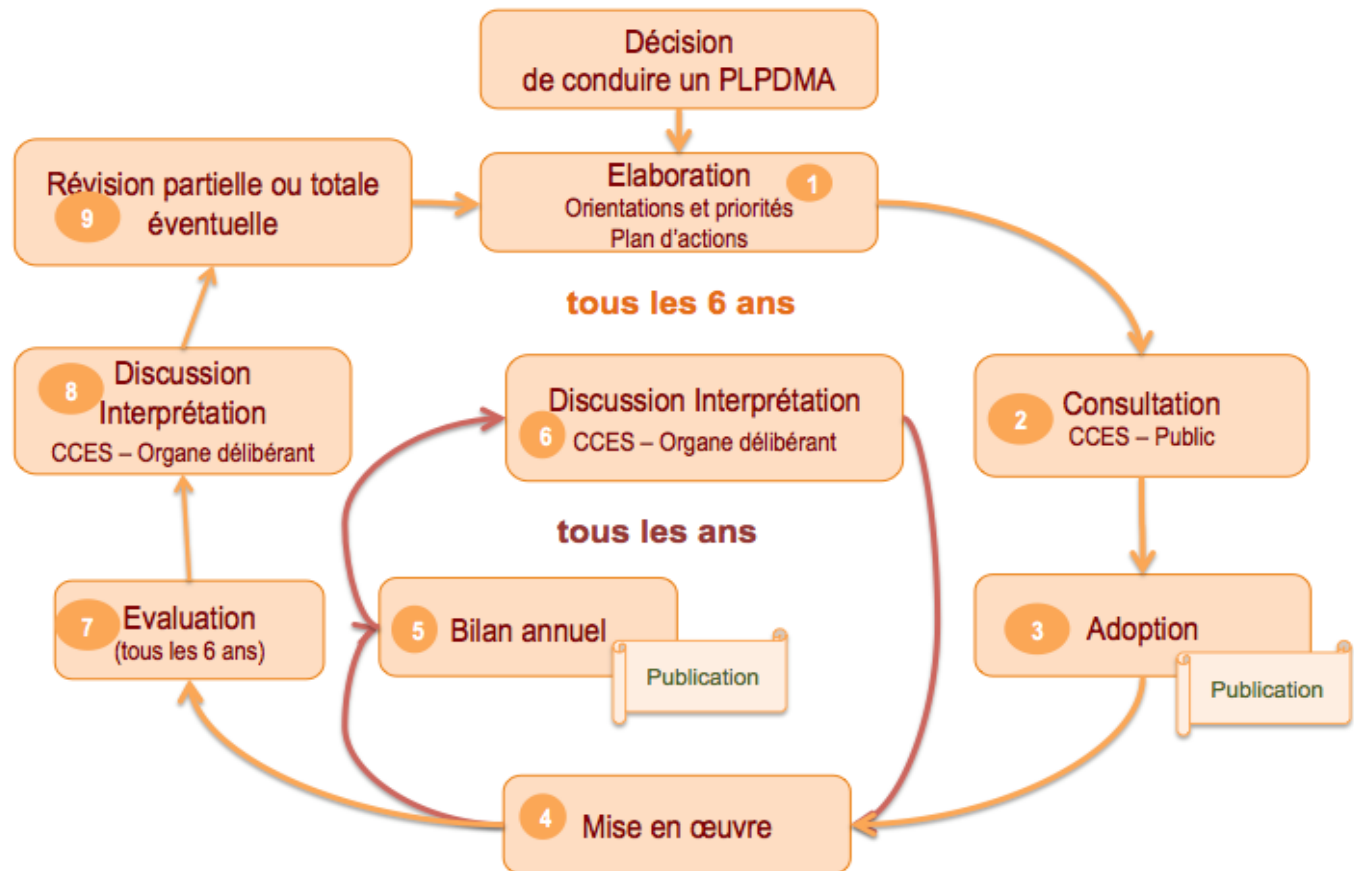 Décision
de conduire un PLPDMA
Elaboration
1
Orientations et priorités
Plan d'actions
Révision partielle ou totale
9
éventuelle
tous les 6 ans
8
Discussion
Interprétation
CCES – Organe délibérant
Discussion Interprétation
6
CCES – Organe délibérant
2
Consultation
CCES – Public
tous les ans
7
Evaluation
(tous les 6 ans)
5
Bilan annuel
Publication
3
Adoption
Publication
4
Mise en œuvre